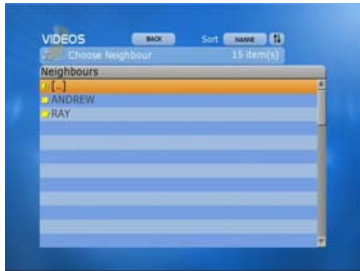 VIDEOS BACK Sort NAME
Choose Neighbour 15 item(s)
Neighbours
[..]
ANDREW
RAY